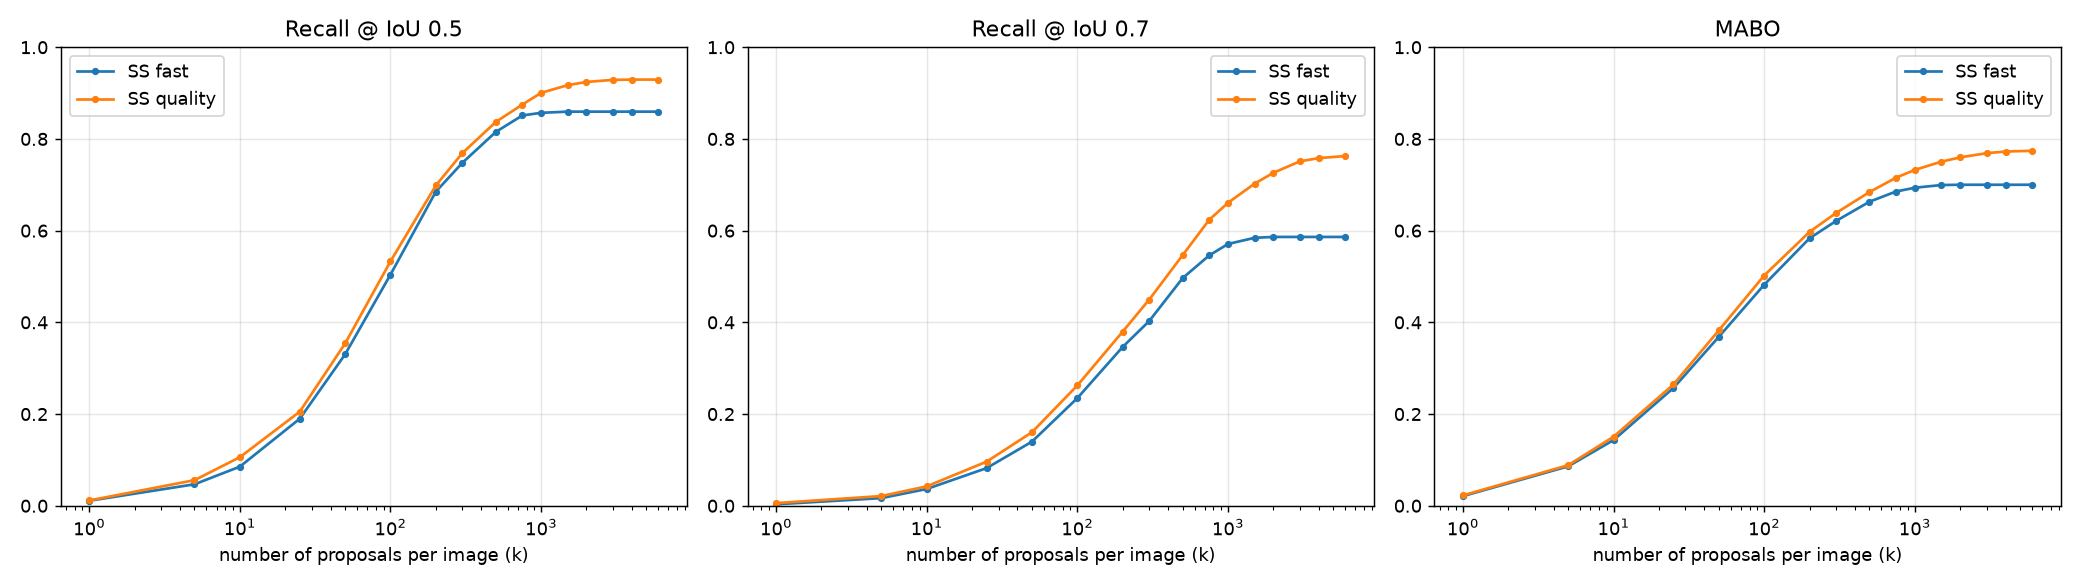 Recall @ IoU 0.5
1.0
0.8
0.6
0.4
0.2
0.0
SS fast
SS quality
10⁰ 10¹ 10² 10³
number of proposals per image (k)
Recall @ IoU 0.7
1.0
0.8
0.6
0.4
0.2
0.0
SS fast
SS quality
10⁰ 10¹ 10² 10³
number of proposals per image (k)
MABO
1.0
0.8
0.6
0.4
0.2
0.0
SS fast
SS quality
10⁰ 10¹ 10² 10³
number of proposals per image (k)